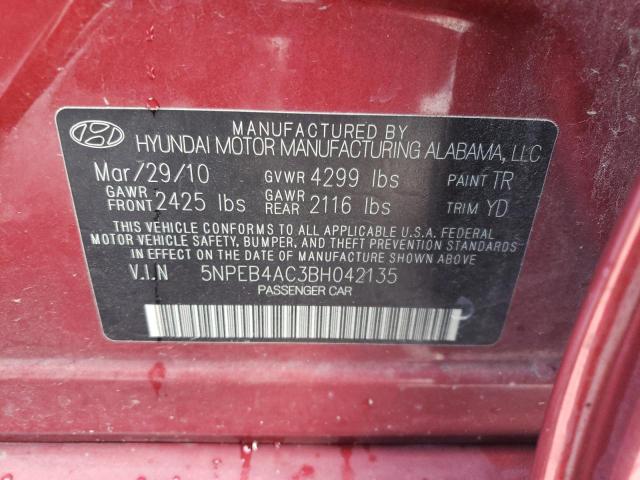 MANUFACTURED BY
HYUNDAI MOTOR MANUFACTURING ALABAMA, LLC
Mar/29/10 GVWR 4299 lbs PAINT TR
GAWR FRONT 2425 lbs GAWR REAR 2116 lbs TRIM YD
THIS VEHICLE CONFORMS TO ALL APPLICABLE U.S.A. FEDERAL
MOTOR VEHICLE SAFETY, BUMPER, AND THEFT PREVENTION STANDARDS
IN EFFECT ON THE DATE OF MANUFACTURE SHOWN ABOVE.
V.I.N 5NPEB4AC3BH042135
PASSENGER CAR